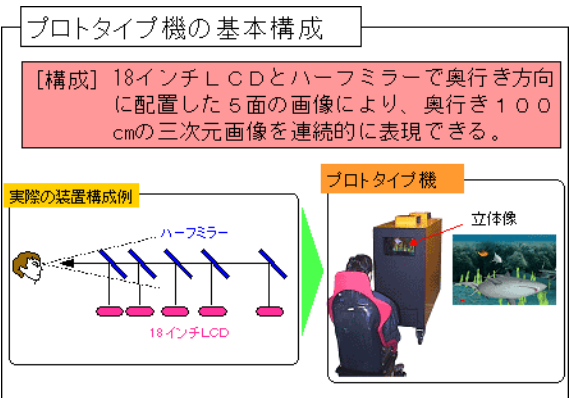 プロトタイプ機の基本構成
[構成] 18インチＬＣＤとハーフミラーで奥行き方向
に配置した５面の画像により、奥行き１００
cmの三次元画像を連続的に表現できる。
実際の装置構成例
ハーフミラー
18インチLCD
プロトタイプ機
立体像